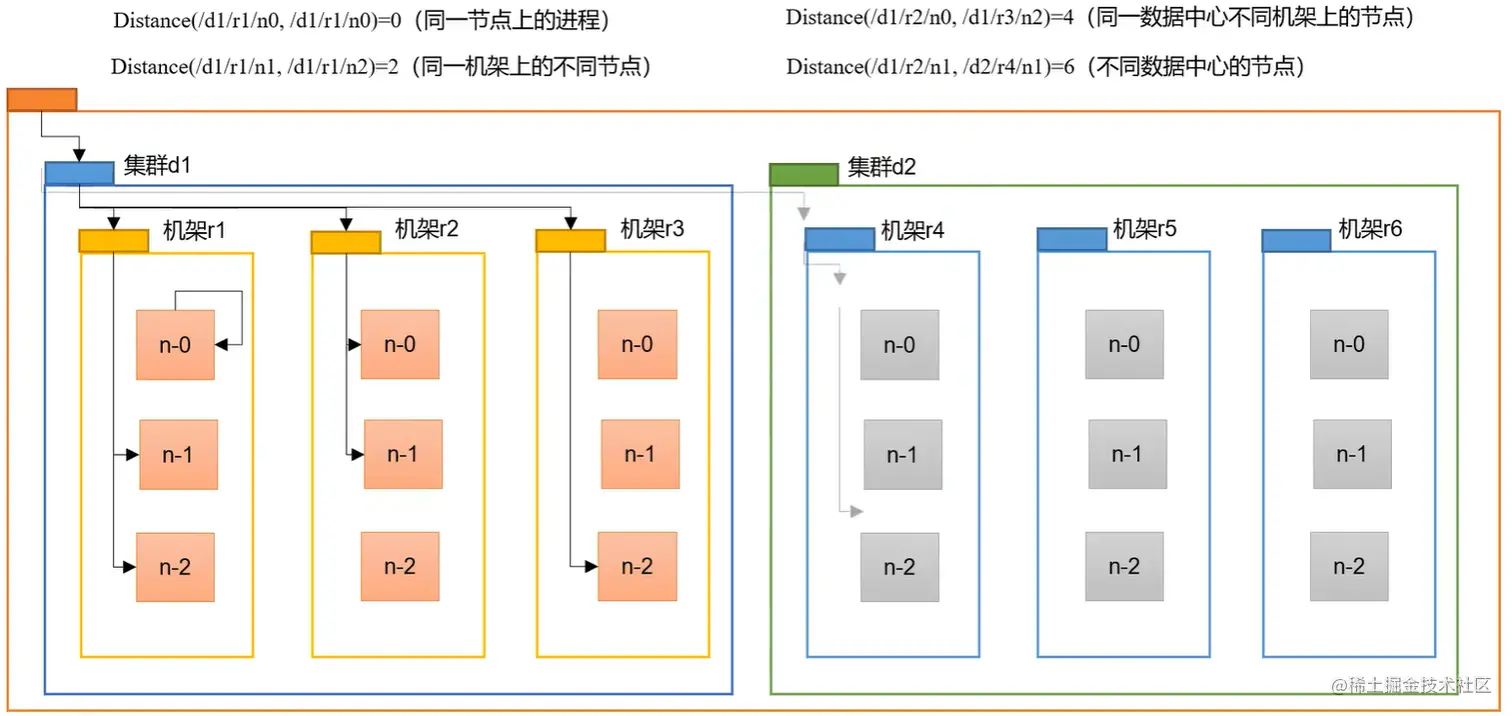 Distance(/d1/r1/n0, /d1/r1/n0)=0（同一节点上的进程）
Distance(/d1/r2/n0, /d1/r3/n2)=4（同一数据中心不同机架上的节点）
Distance(/d1/r1/n1, /d1/r1/n2)=2（同一机架上的不同节点）
Distance(/d1/r2/n1, /d2/r4/n1)=6（不同数据中心的节点）
集群d1
集群d2
机架r1
机架r2
机架r3
机架r4
机架r5
机架r6
n-0
n-0
n-0
n-0
n-0
n-0
n-1
n-1
n-1
n-1
n-1
n-1
n-2
n-2
n-2
n-2
n-2
n-2
@稀土掘金技术社区